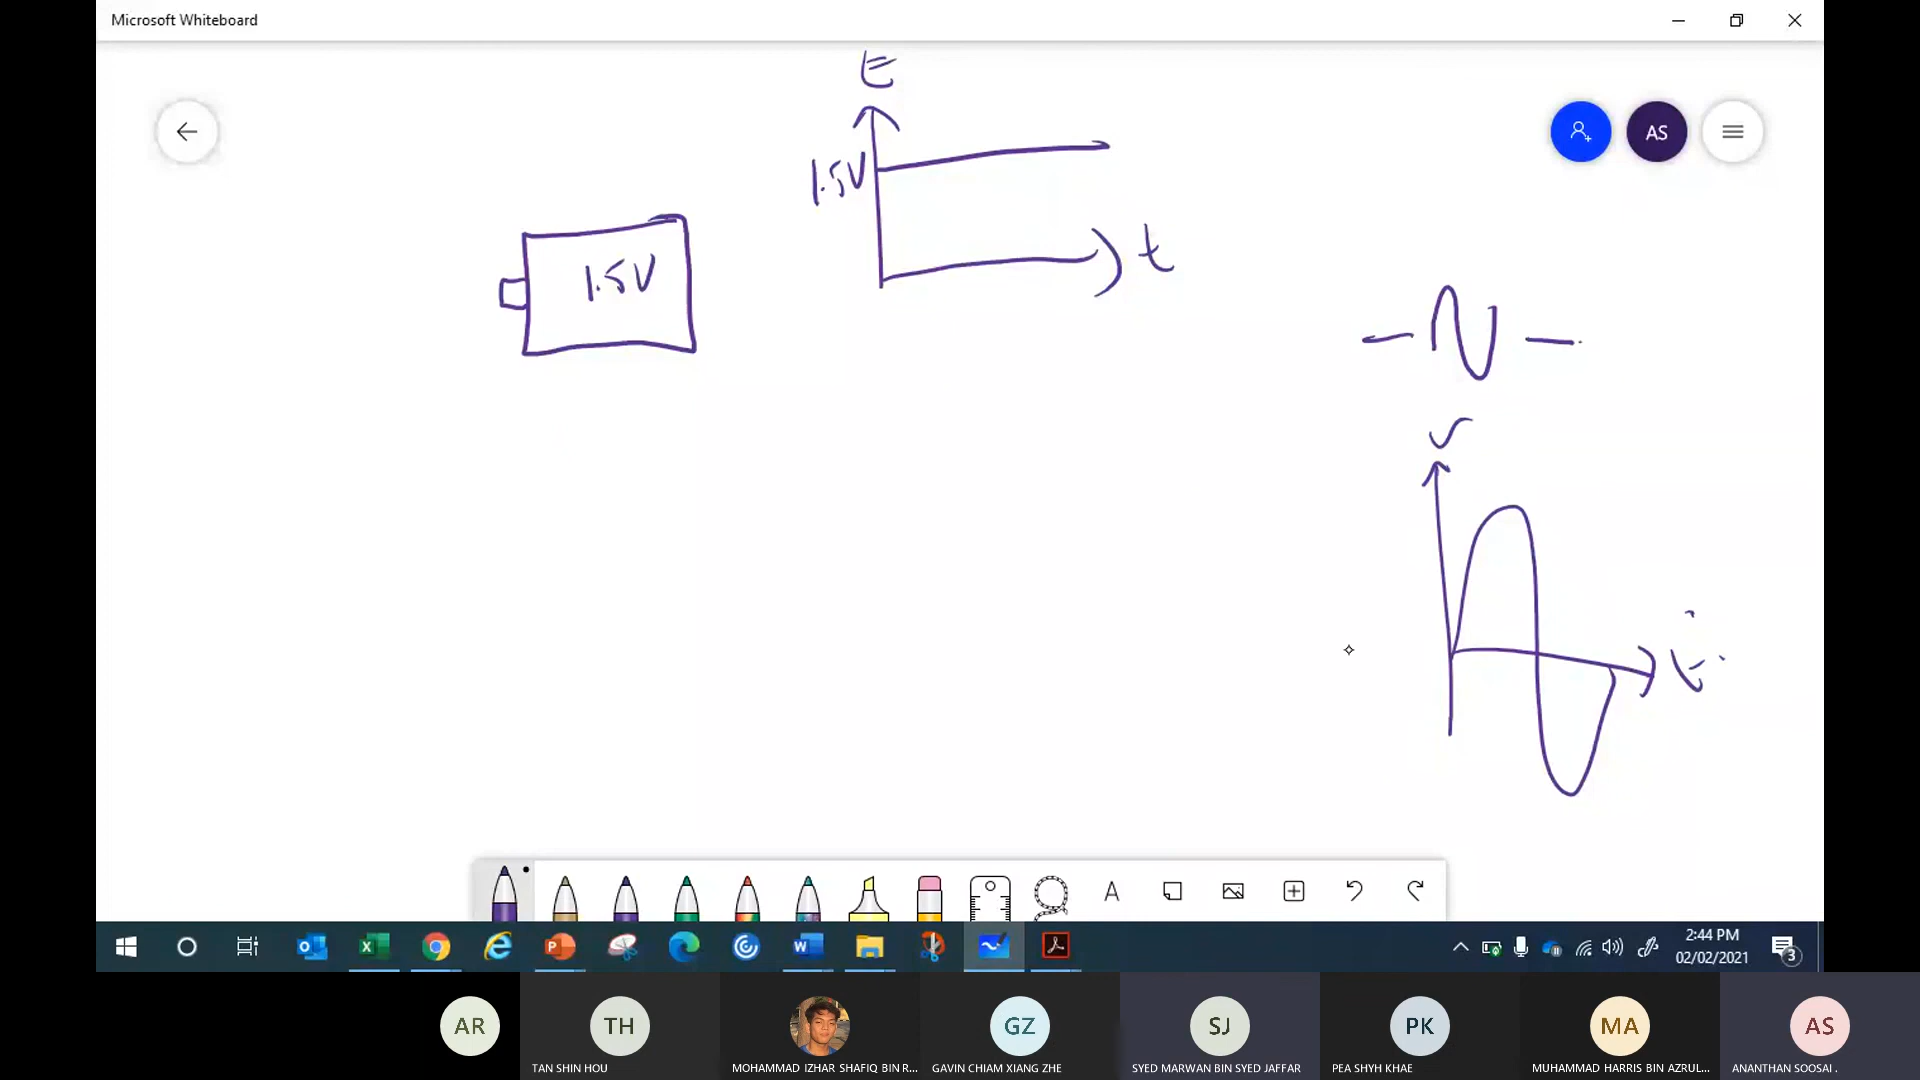 Microsoft Whiteboard
E
1.5V
t
1.5V
AS
v
t
A
2:44 PM
02/02/2021
3
AR
TH
TAN SHIN HOU
MOHAMMAD IZHAR SHAFIQ BIN R...
GZ
GAVIN CHIAM XIANG ZHE
SJ
SYED MARWAN BIN SYED JAFFAR
PK
PEA SHYH KHAE
MA
MUHAMMAD HARRIS BIN AZRUL...
AS
ANANTHAN SOOSAI .